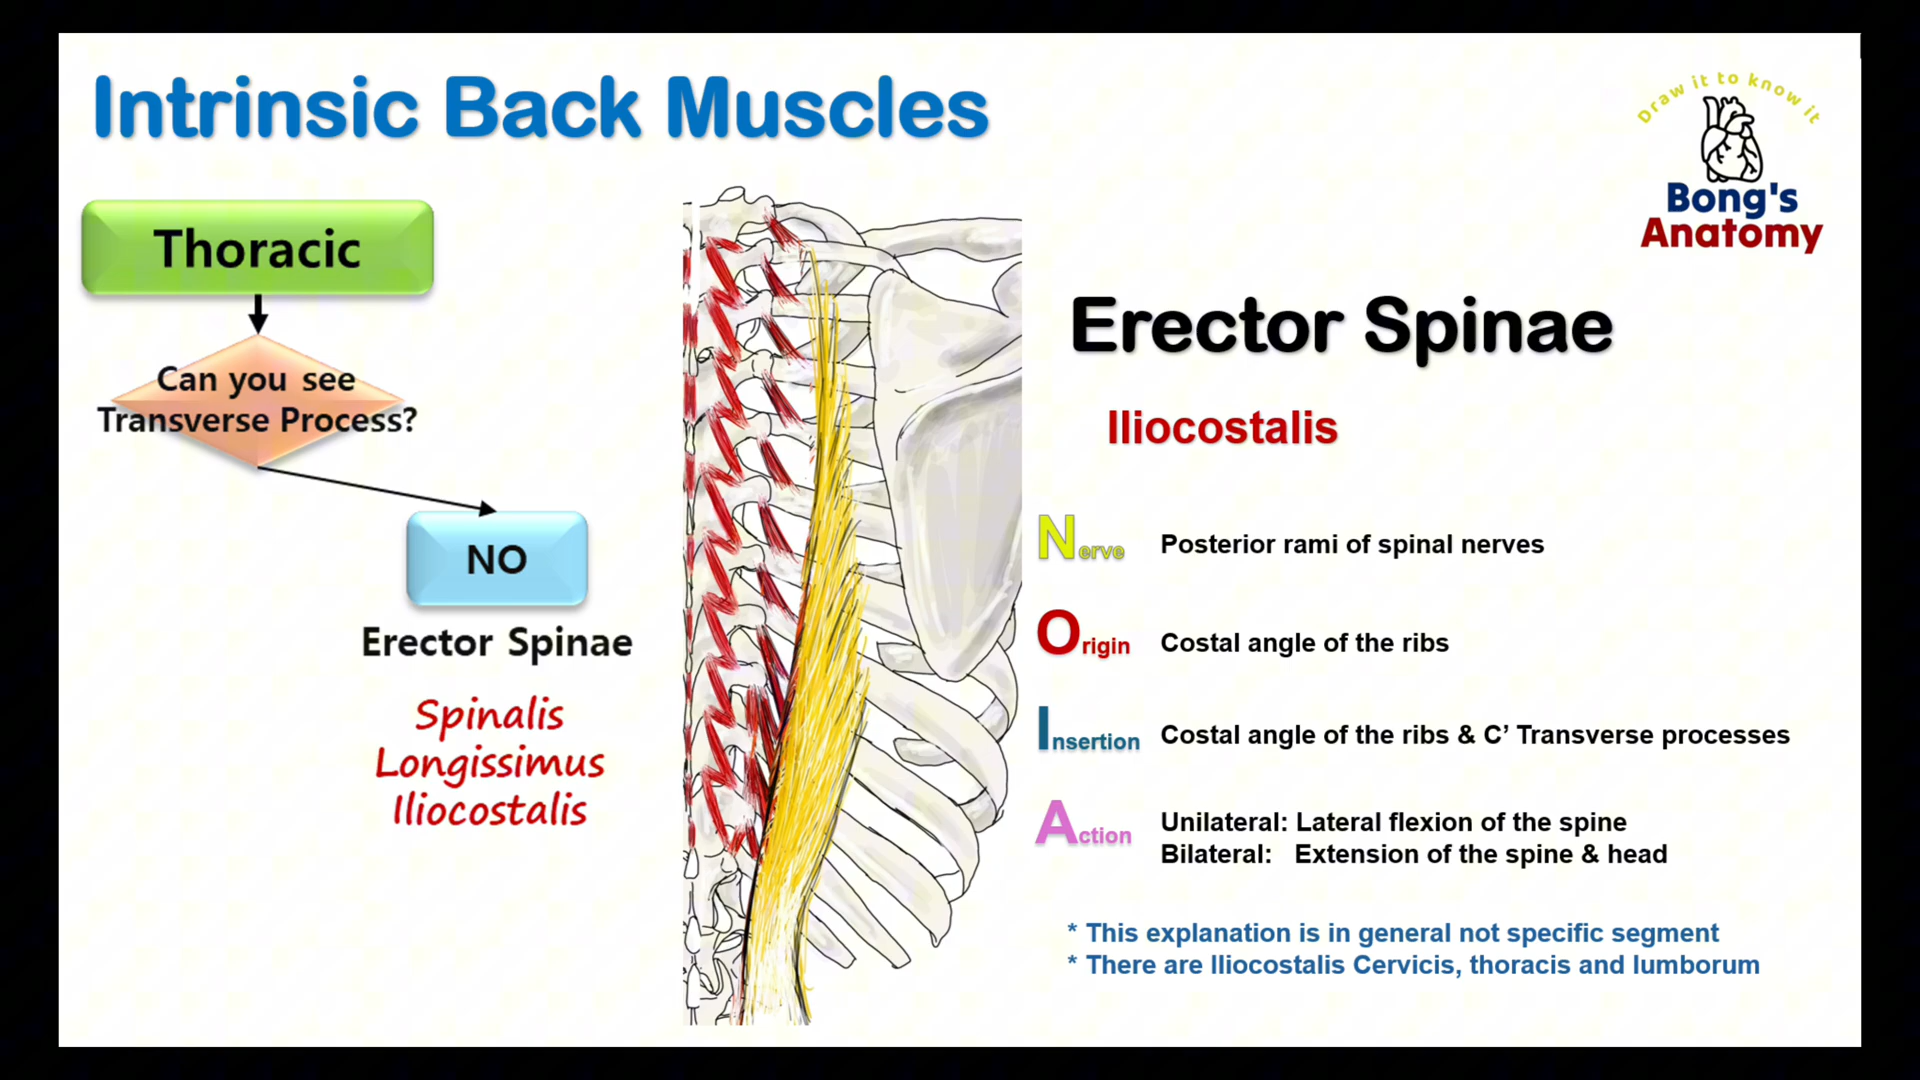 Intrinsic Back Muscles
Draw it to know it
Bong's
Anatomy
Thoracic
Can you see
Transverse Process?
NO
Erector Spinae
Spinalis
Longissimus
Iliocostalis
Erector Spinae
Iliocostalis
Nerve Posterior rami of spinal nerves
Origin Costal angle of the ribs
Insertion Costal angle of the ribs & C’ Transverse processes
Action Unilateral: Lateral flexion of the spine
Bilateral: Extension of the spine & head
* This explanation is in general not specific segment
* There are Iliocostalis Cervicis, thoracis and lumborum